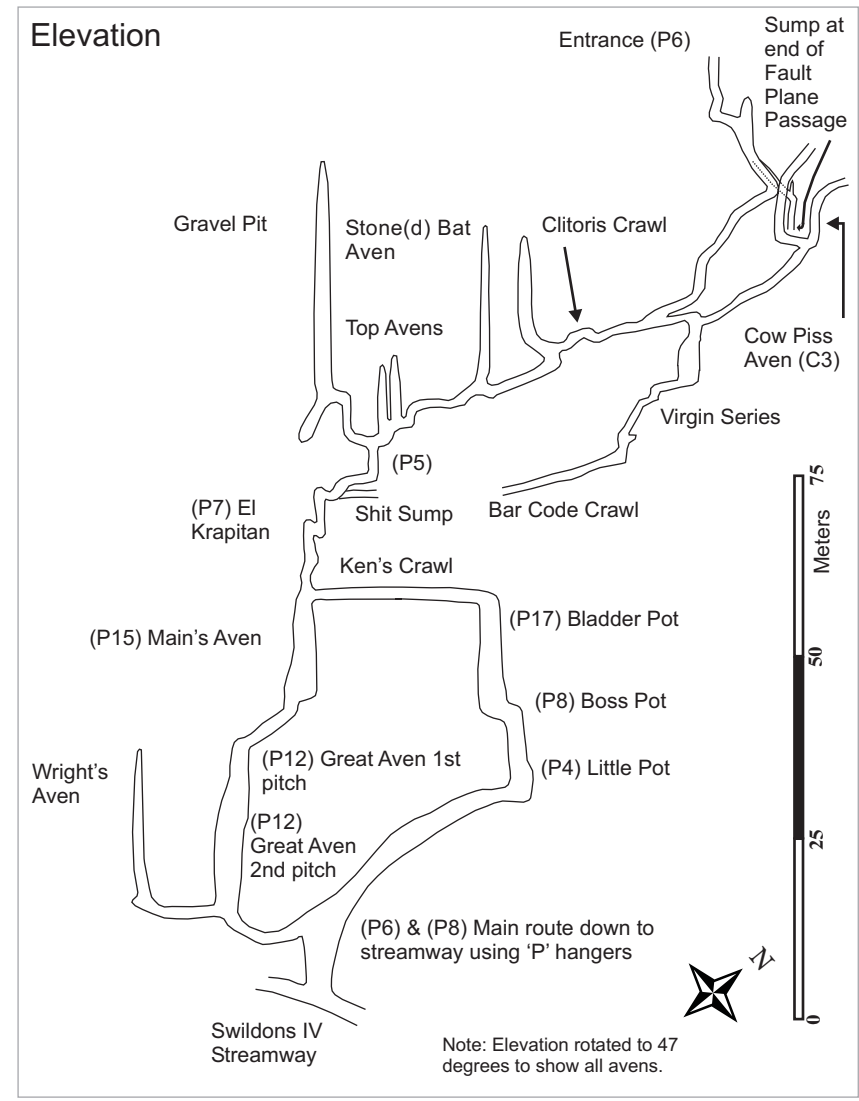 Elevation
Entrance (P6)
Sump at
end of
Fault
Plane
Passage
Gravel Pit
Stone(d) Bat
Aven
Clitoris Crawl
Top Avens
Cow Piss
Aven (C3)
Virgin Series
(P5)
(P7) El
Krapitan
Shit Sump
Bar Code Crawl
Ken's Crawl
(P15) Main's Aven
(P17) Bladder Pot
(P8) Boss Pot
(P4) Little Pot
(P12) Great Aven 1st
pitch
Wright's
Aven
(P12)
Great Aven
2nd pitch
(P6) & (P8) Main route down to
streamway using 'P' hangers
Swildons IV
Streamway
75
Meters
50
25
0
N
Note: Elevation rotated to 47
degrees to show all avens.